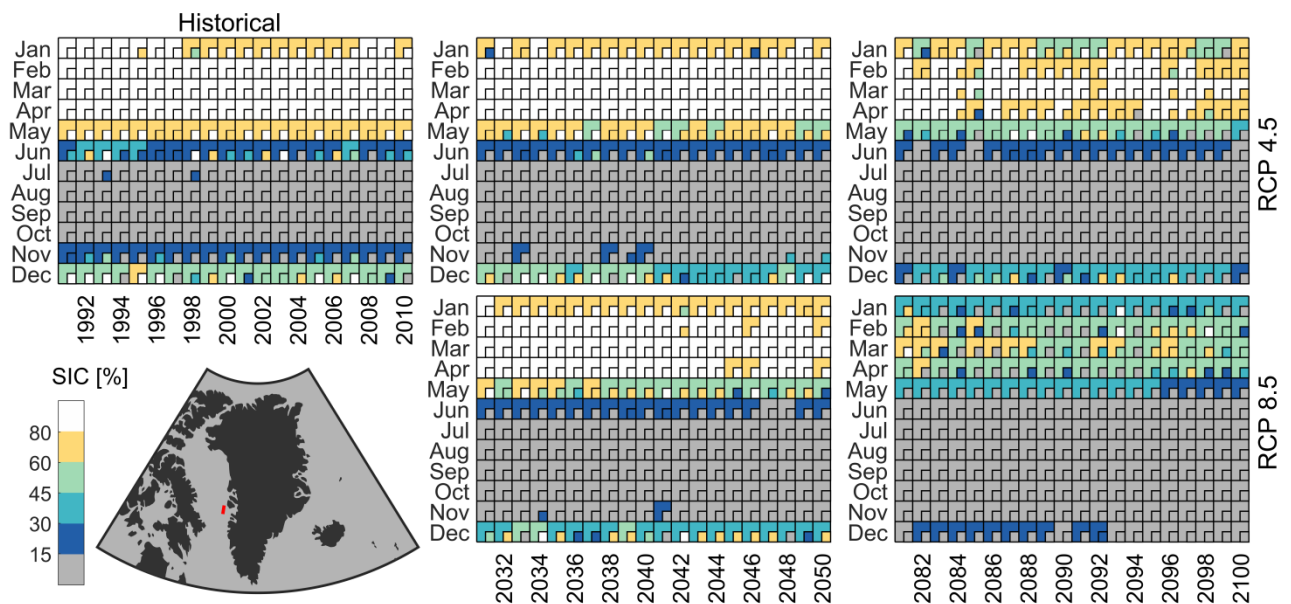 Historical
Jan
Feb
Mar
Apr
May
Jun
Jul
Aug
Sep
Oct
Nov
Dec
1992 1994 1996 1998 2000 2002 2004 2006 2008 2010
Jan
Feb
Mar
Apr
May
Jun
Jul
Aug
Sep
Oct
Nov
Dec
Jan
Feb
Mar
Apr
May
Jun
Jul
Aug
Sep
Oct
Nov
Dec
RCP 4.5
SIC [%]
80
60
45
30
15
Jan
Feb
Mar
Apr
May
Jun
Jul
Aug
Sep
Oct
Nov
Dec
2032 2034 2036 2038 2040 2042 2044 2046 2048 2050
Jan
Feb
Mar
Apr
May
Jun
Jul
Aug
Sep
Oct
Nov
Dec
2082 2084 2086 2088 2090 2092 2094 2096 2098 2100
RCP 8.5